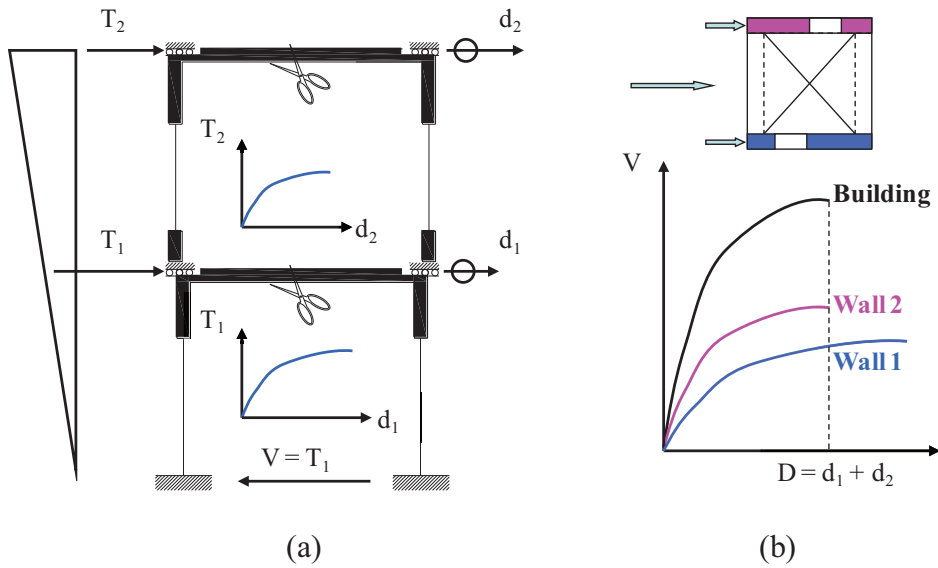 T₂
d₂
T₂
d₂
T₁
d₁
T₁
d₁
V = T₁
(a)
V
Building
Wall 2
Wall 1
D = d₁ + d₂
(b)